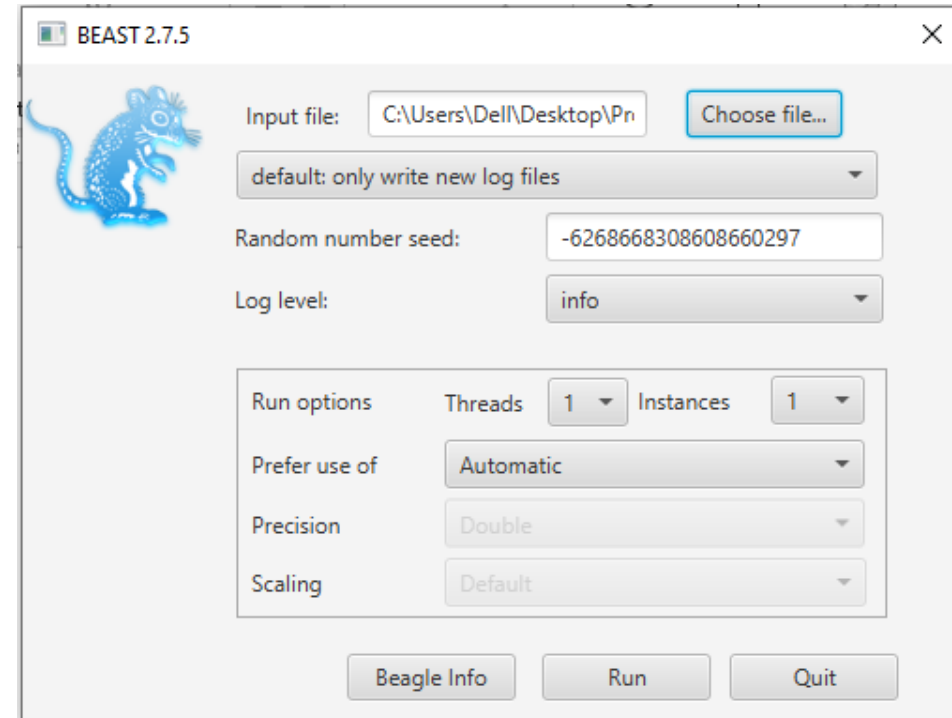 BEAST 2.7.5
Input file: C:\Users\Dell\Desktop\Pr Choose file...
default: only write new log files
Random number seed: -6268668308608660297
Log level: info
Run options Threads 1 Instances 1
Prefer use of Automatic
Precision Double
Scaling Default
Beagle Info Run Quit